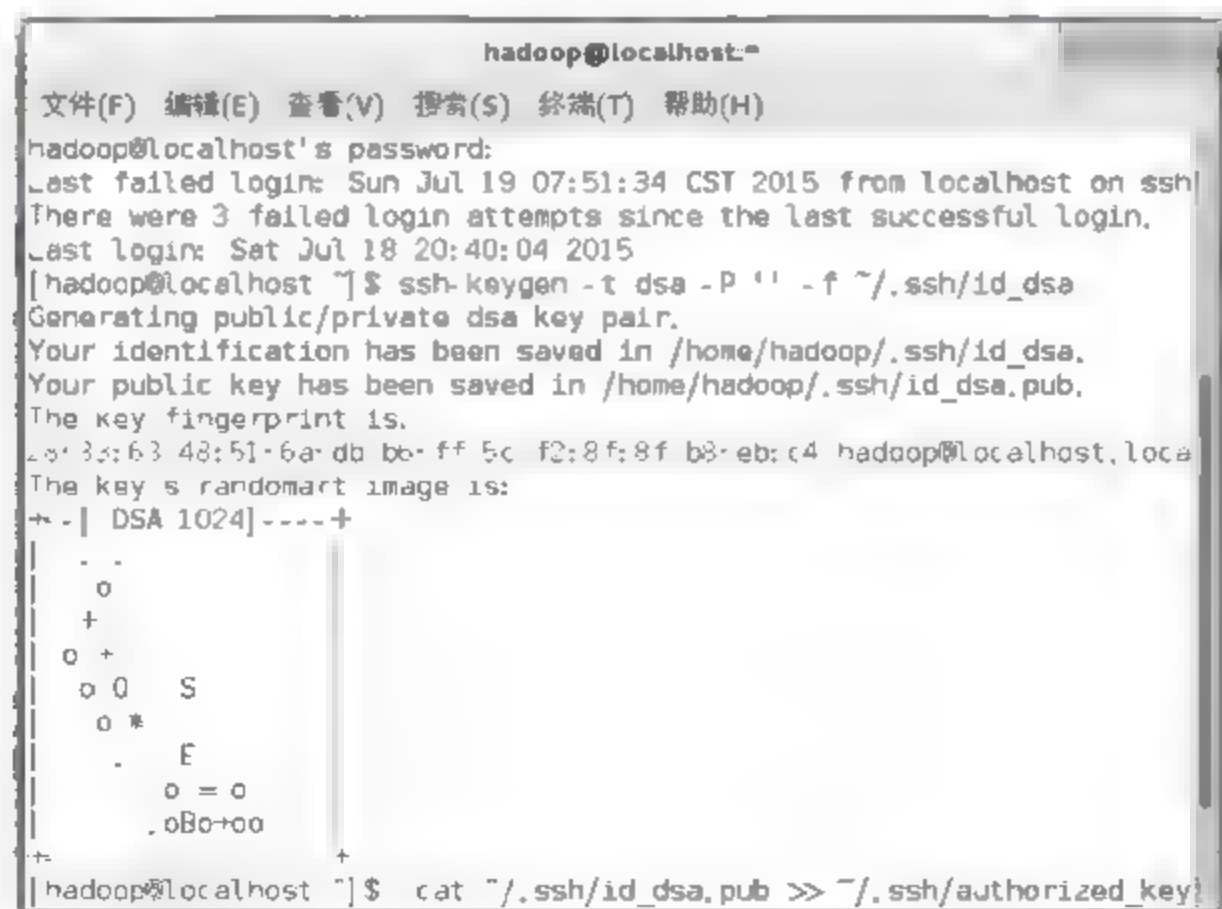 hadoop@localhost:~
文件(F) 编辑(E) 查看(V) 搜索(S) 终端(T) 帮助(H)
hadoop@localhost's password:
Last failed login: Sun Jul 19 07:51:34 CST 2015 from localhost on ssh
There were 3 failed login attempts since the last successful login.
Last login: Sat Jul 18 20:40:04 2015
[hadoop@localhost ~]$ ssh-keygen -t dsa -P '' -f ~/.ssh/id_dsa
Generating public/private dsa key pair.
Your identification has been saved in /home/hadoop/.ssh/id_dsa.
Your public key has been saved in /home/hadoop/.ssh/id_dsa.pub.
The key fingerprint is:
hadoop@localhost.loca
The key's randomart image is:
+--[ DSA 1024]----+
| . .
| o
| +
| o +
| o O S
| o *
| . E
| o = o
| .oBo+oo
+ +
[hadoop@localhost ~]$ cat ~/.ssh/id_dsa.pub >> ~/.ssh/authorized_key